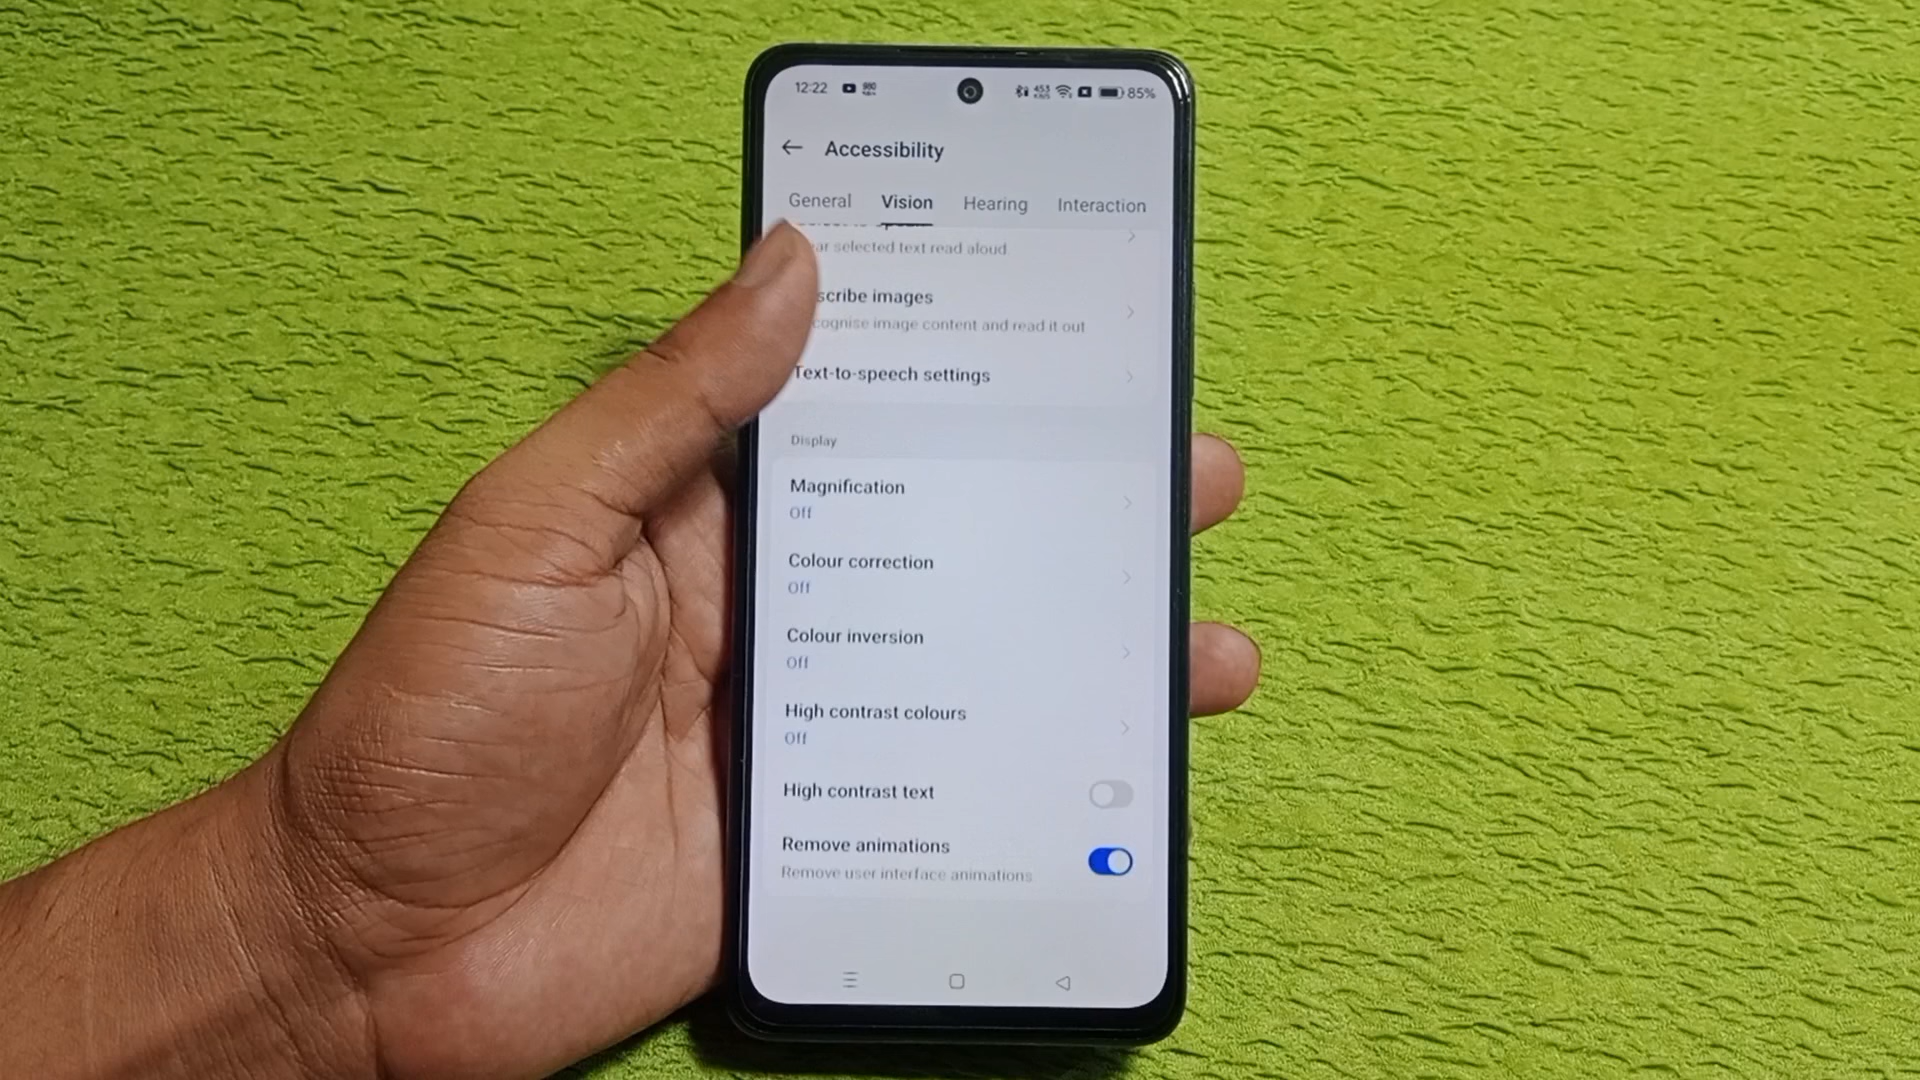 12:22 85%
Accessibility
General Vision Hearing Interaction
selected text read aloud.
scribe images
cognise image content and read it out
Text-to-speech settings
Display
Magnification
Off
Colour correction
Off
Colour inversion
Off
High contrast colours
Off
High contrast text
Remove animations
Remove user interface animations